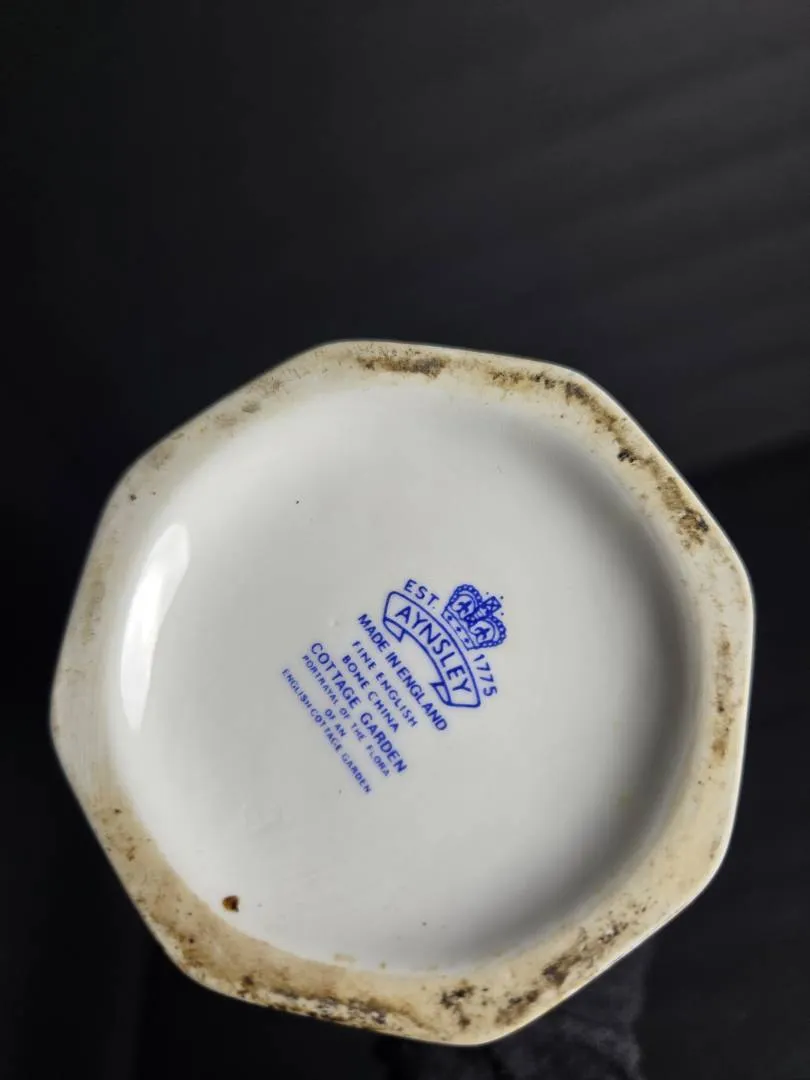 EST. 1775
AYNSLEY
MADE IN ENGLAND
FINE ENGLISH
BONE CHINA
COTTAGE GARDEN
PORTRAYAL OF THE FLORA
OF AN
ENGLISH COTTAGE GARDEN